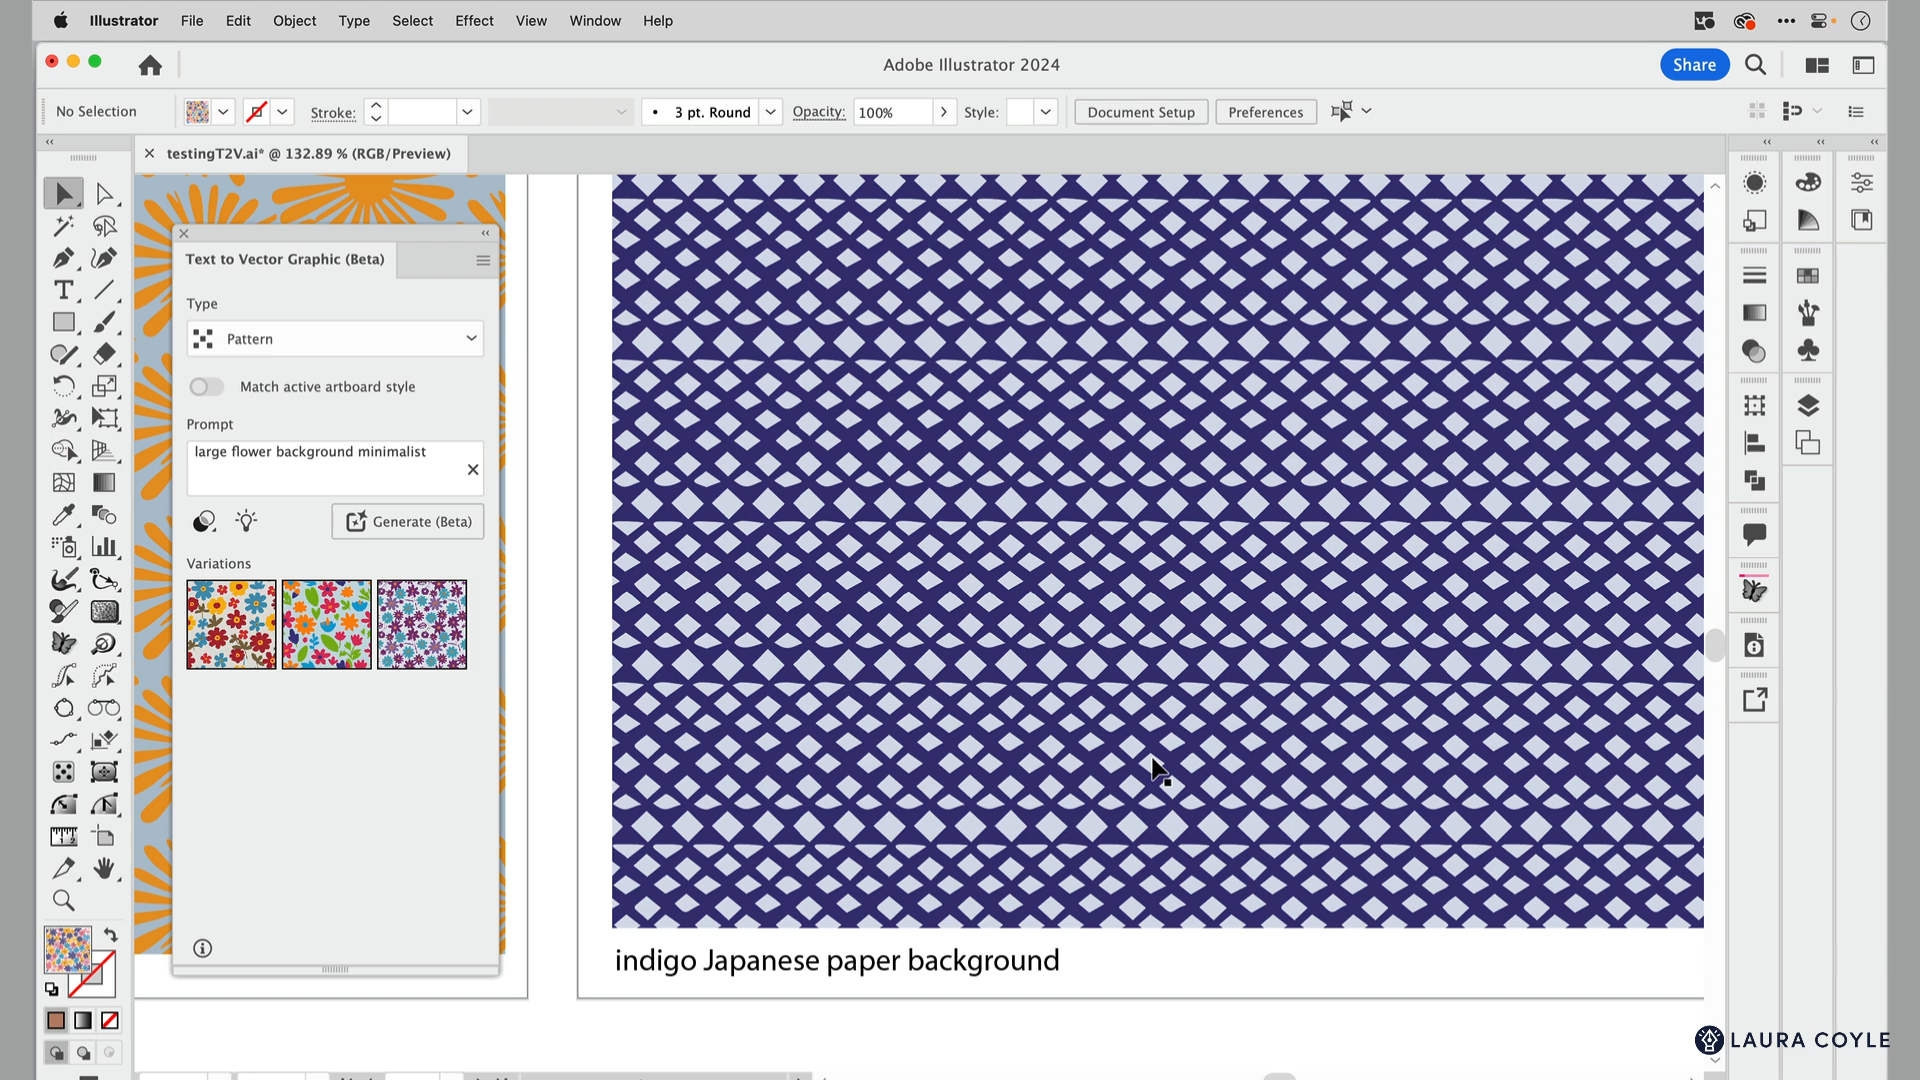 Illustrator File Edit Object Type Select Effect View Window Help
Adobe Illustrator 2024
Share
No Selection Stroke: 3 pt. Round Opacity: 100% Style: Document Setup Preferences
testingT2V.ai* @ 132.89 % (RGB/Preview)
Text to Vector Graphic (Beta)
Type
Pattern
Match active artboard style
Prompt
large flower background minimalist
Generate (Beta)
Variations
indigo Japanese paper background
LAURA COYLE